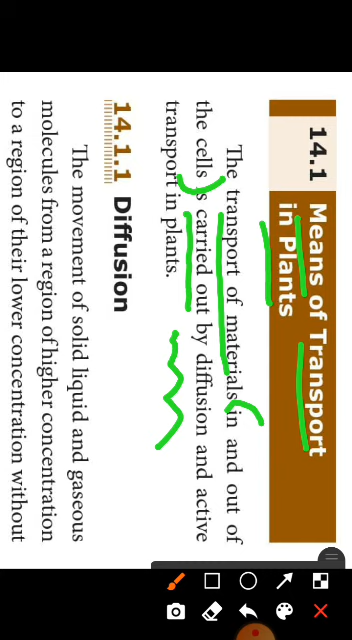 14.1 Means of Transport
in Plants
The transport of materials in and out of
the cells is carried out by diffusion and active
transport in plants.
14.1.1 Diffusion
The movement of solid liquid and gaseous
molecules from a region of higher concentration
to a region of their lower concentration without